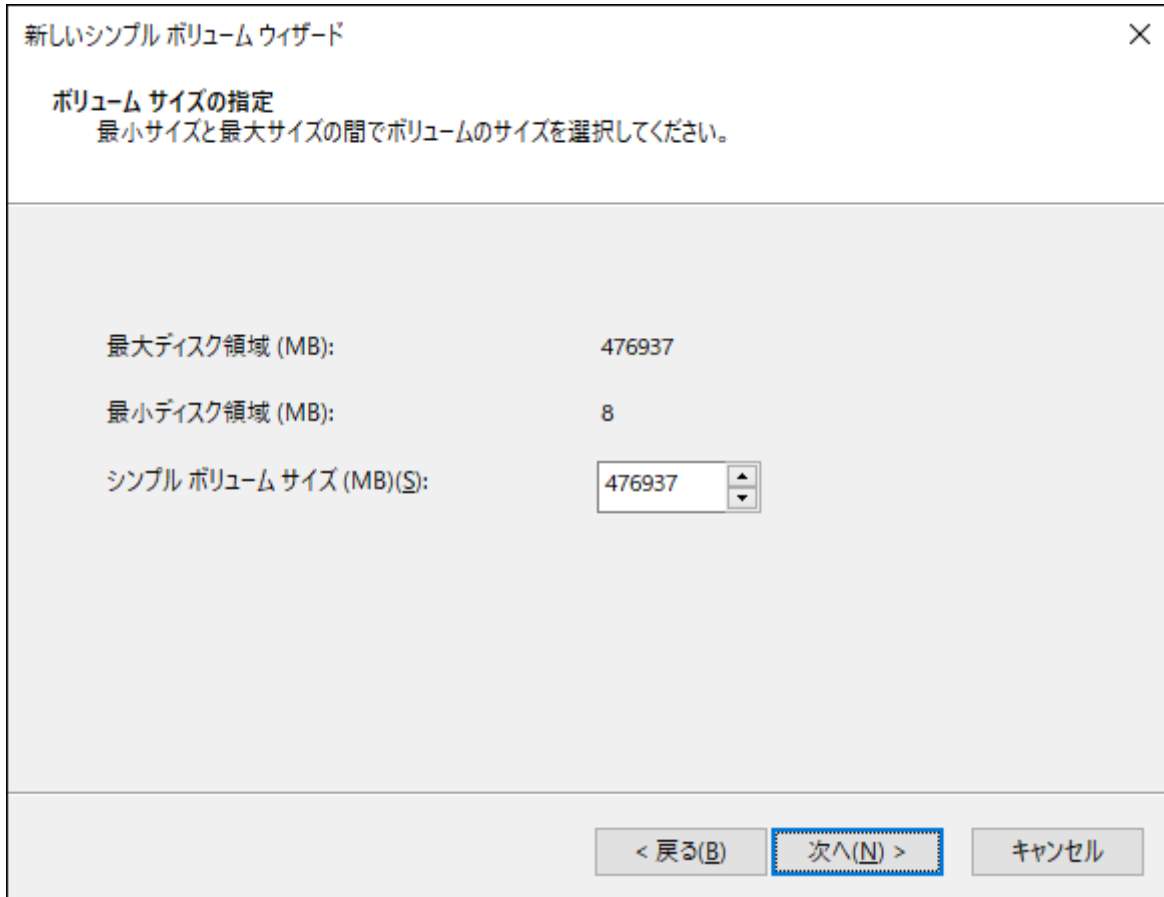 新しいシンプル ボリューム ウィザード
ボリューム サイズの指定
最小サイズと最大サイズの間でボリュームのサイズを選択してください。
最大ディスク領域 (MB): 476937
最小ディスク領域 (MB): 8
シンプル ボリューム サイズ (MB)(S): 476937
< 戻る(B) 次へ(N) > キャンセル